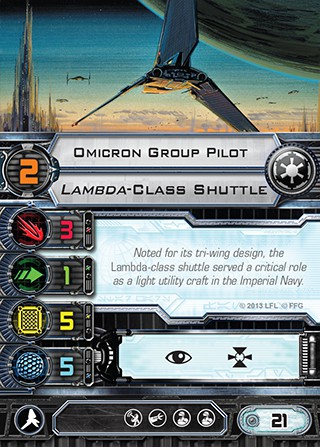 Omicron Group Pilot
2
Lambda-Class Shuttle
3
1
5
5
Noted for its tri-wing design, the
Lambda-class shuttle served a critical role
as a light utility craft in the Imperial Navy.
© 2013 LFL © FFG
21